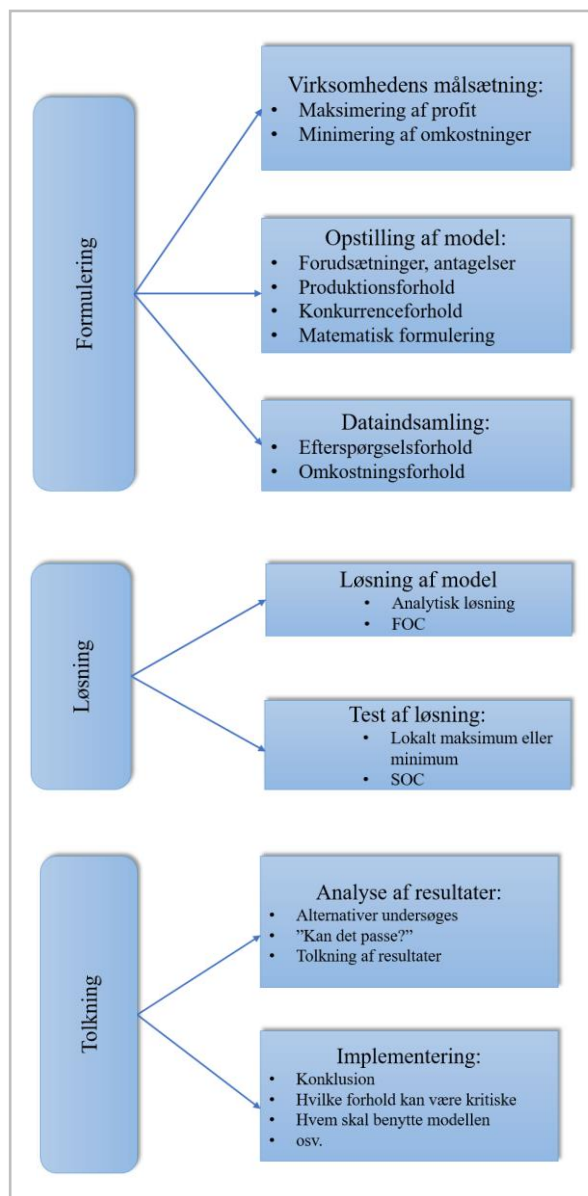 Formulering
Virksomhedens målsætning:
• Maksimering af profit
• Minimering af omkostninger
Opstilling af model:
• Forudsætninger, antagelser
• Produktionsforhold
• Konkurrenceforhold
• Matematisk formulering
Dataindsamling:
• Efterspørgselsforhold
• Omkostningsforhold
Løsning
Løsning af model
• Analytisk løsning
• FOC
Test af løsning:
• Lokalt maksimum eller
minimum
• SOC
Tolkning
Analyse af resultater:
• Alternativer undersøges
• ”Kan det passe?”
• Tolkning af resultater
Implementering:
• Konklusion
• Hvilke forhold kan være kritiske
• Hvem skal benytte modellen
• osv.